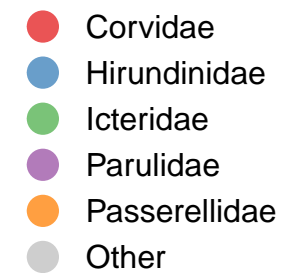 Corvidae
Hirundinidae
Icteridae
Parulidae
Passerellidae
Other